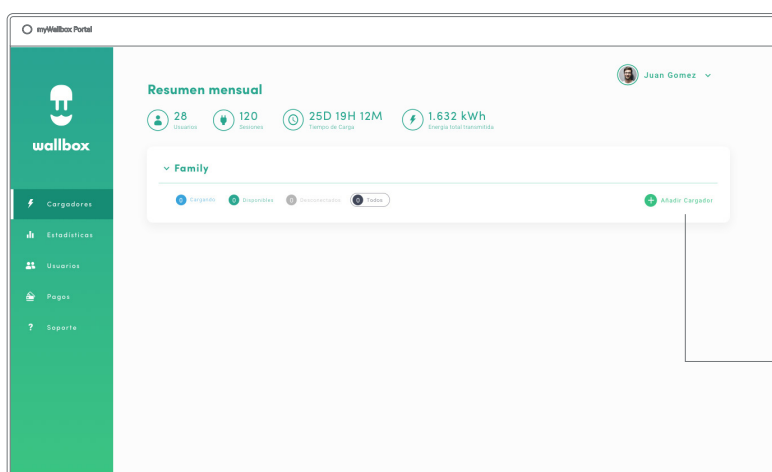 myWallbox Portal
Juan Gomez
Resumen mensual
28
Usuarios
120
Sesiones
25D 19H 12M
Tiempo de Carga
1.632 kWh
Energía total transmitida
wallbox
Family
0 Cargando
0 Disponibles
0 Desconectados
0 Todos
Añadir Cargador
Cargadores
Estadísticas
Usuarios
Pagos
? Soporte